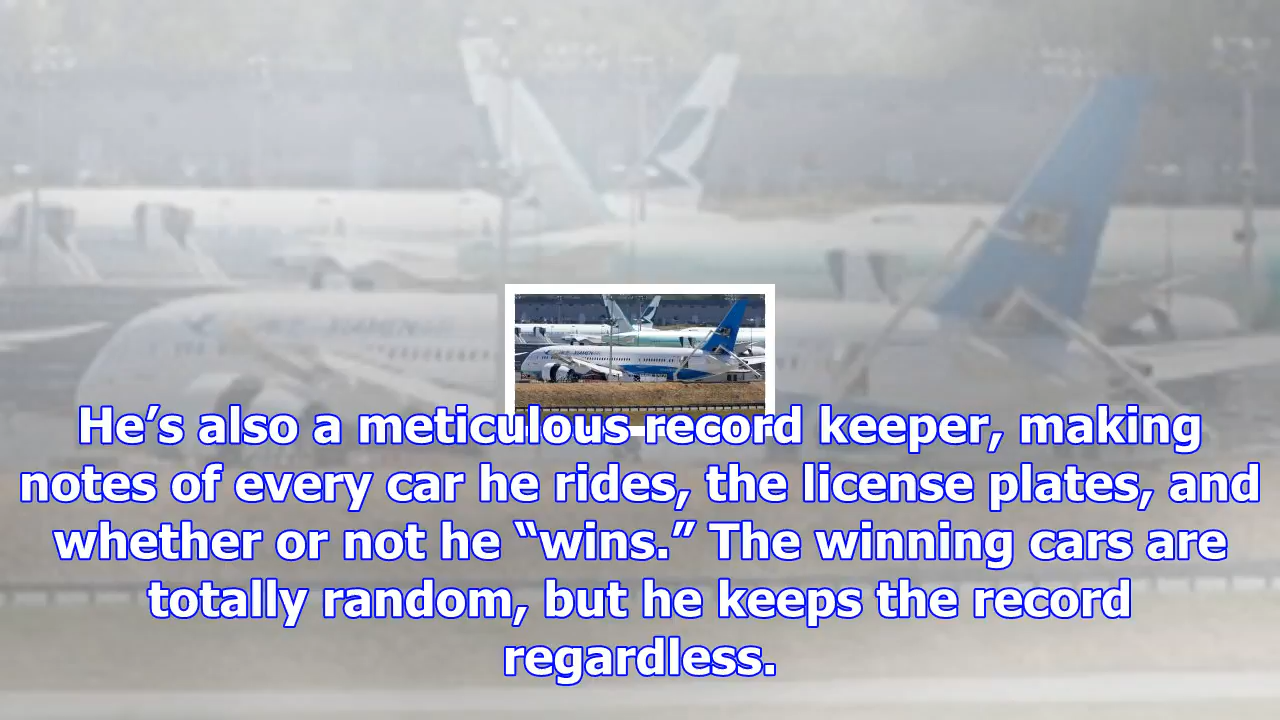 He’s also a meticulous record keeper, making
notes of every car he rides, the license plates, and
whether or not he “wins.” The winning cars are
totally random, but he keeps the record
regardless.